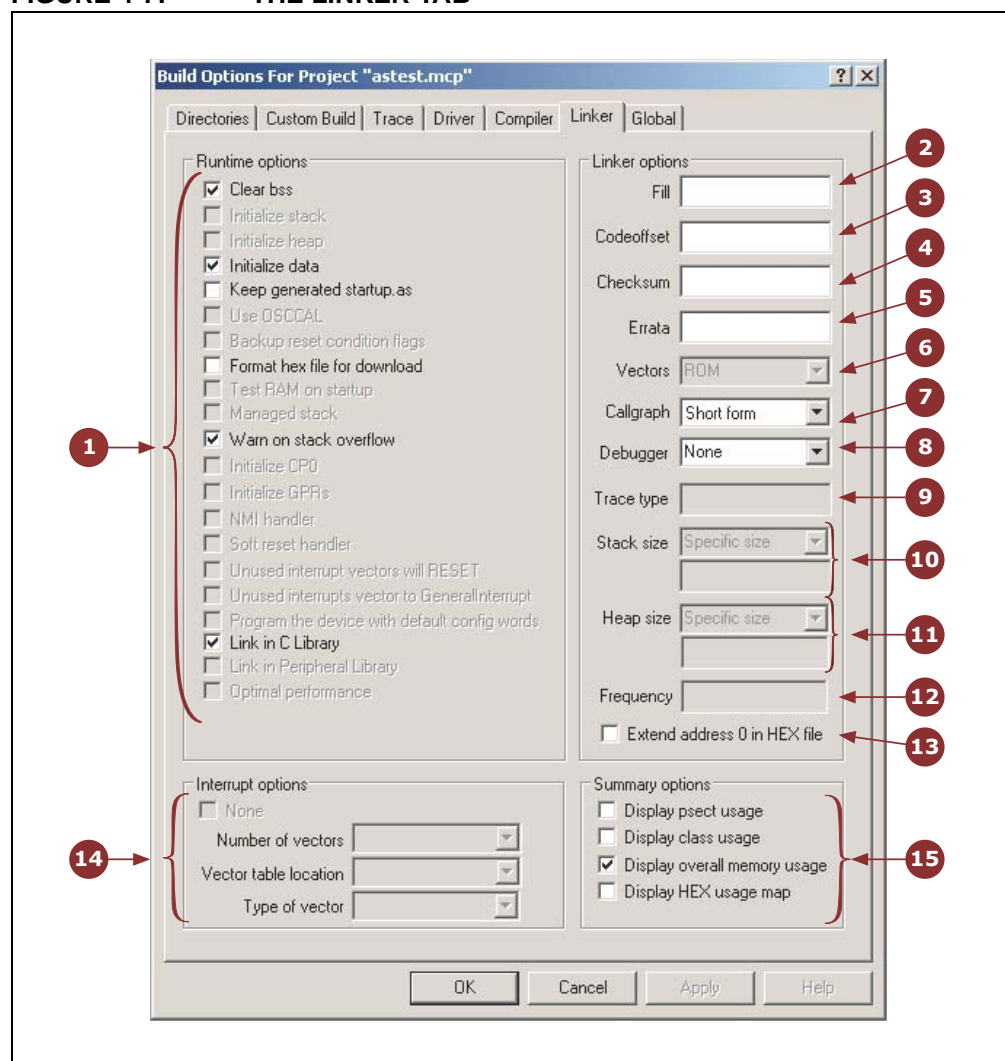 Build Options For Project "astest.mcp"
Directories Custom Build Trace Driver Compiler Linker Global
Runtime options
Clear bss
Initialize stack
Initialize heap
Initialize data
Keep generated startup.as
Use OSCCAL
Backup reset condition flags
Format hex file for download
Test RAM on startup
Managed stack
Warn on stack overflow
Initialize CP0
Initialize GPRs
NMI handler
Soft reset handler
Unused interrupt vectors will RESET
Unused interrupts vector to GeneralInterrupt
Program the device with default config words
Link in C Library
Link in Peripheral Library
Optimal performance
1
Linker options
Fill 2
Codeoffset 3
Checksum 4
Errata 5
Vectors ROM 6
Callgraph Short form 7
Debugger None 8
Trace type 9
Stack size Specific size 10
Heap size Specific size 11
Frequency 12
Extend address 0 in HEX file 13
Interrupt options
None
Number of vectors
14 Vector table location
Type of vector
Summary options
Display psect usage
Display class usage
Display overall memory usage 15
Display HEX usage map
OK Cancel Apply Help